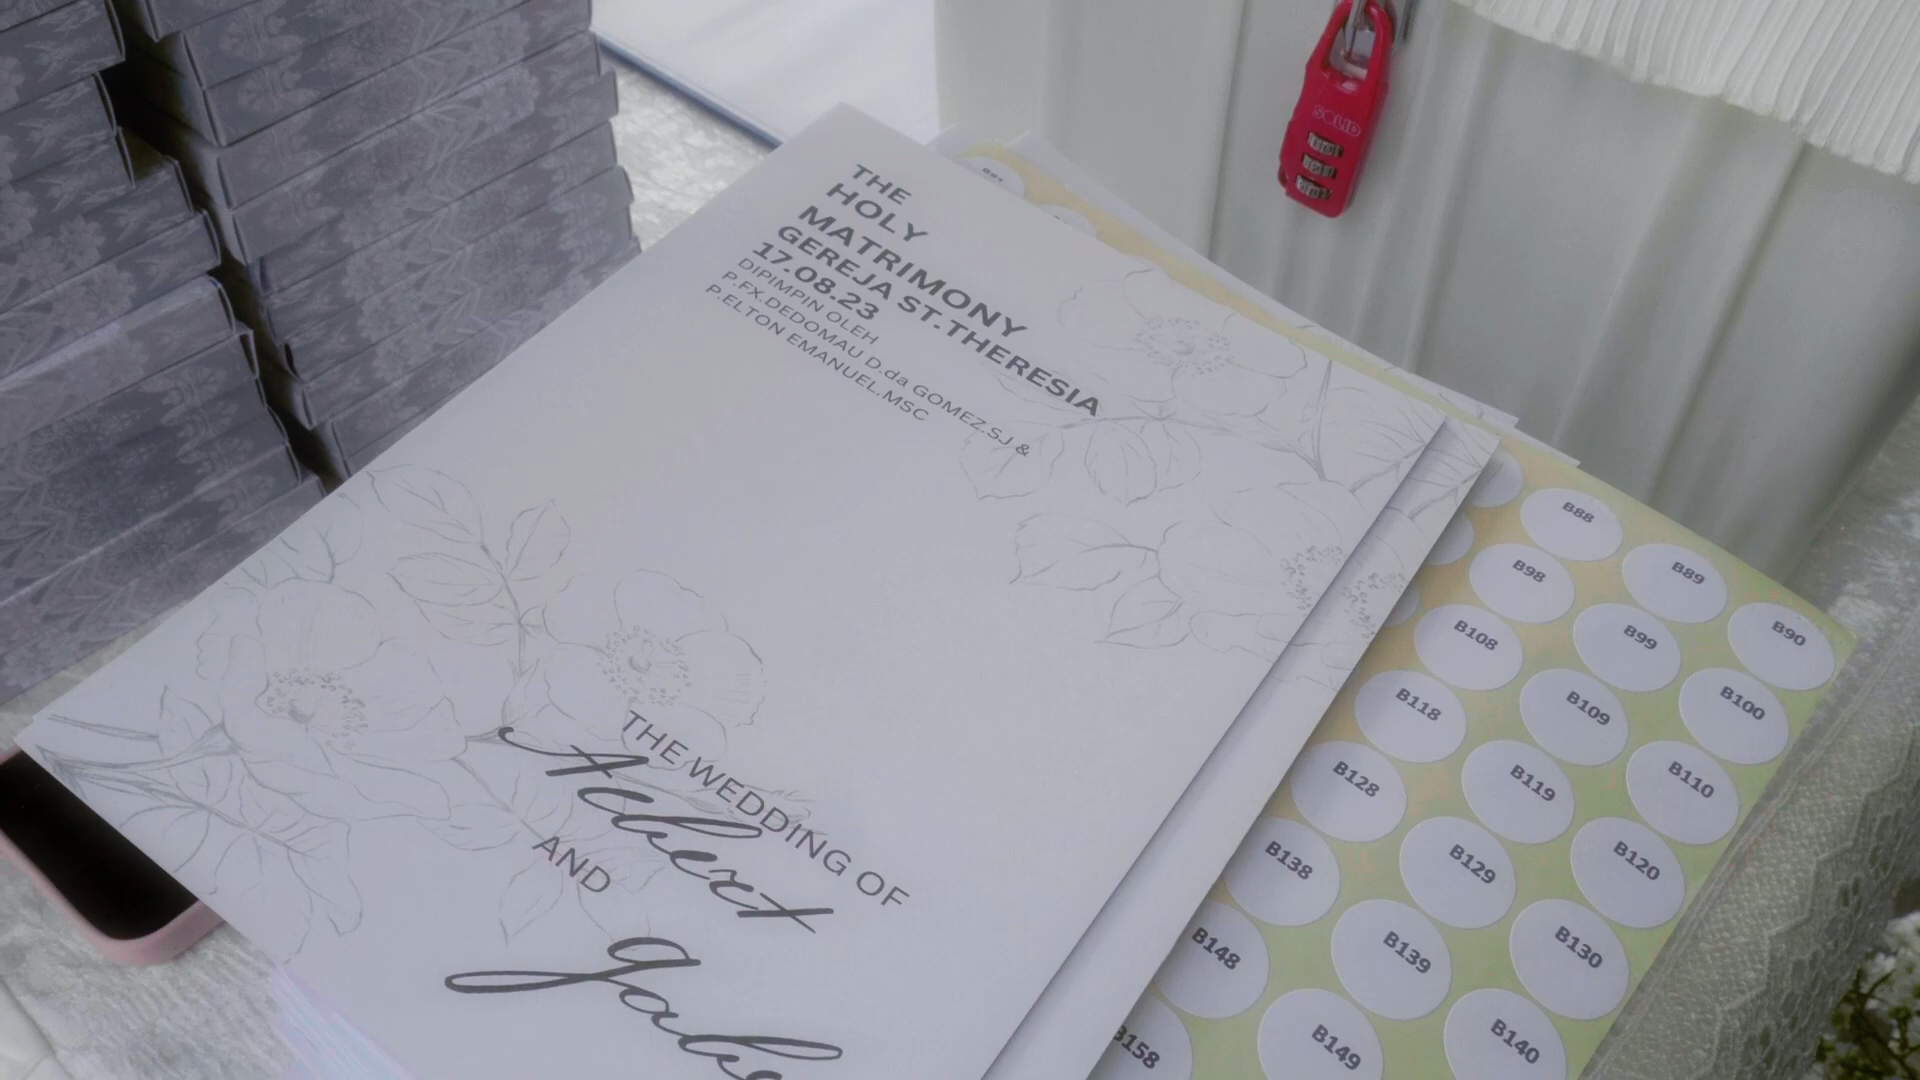 THE
HOLY
MATRIMONY
GEREJA ST.THERESIA
17.08.23
DIPIMPIN OLEH
P.FX.DEDOMAU D.da GOMEZ.SJ &
P.ELTON EMANUEL.MSC
THE WEDDING OF
Albert
AND
SOLID
B88
B89
B90
B98
B99
B100
B108
B109
B110
B118
B119
B120
B128
B129
B130
B138
B139
B140
B148
B149
B158